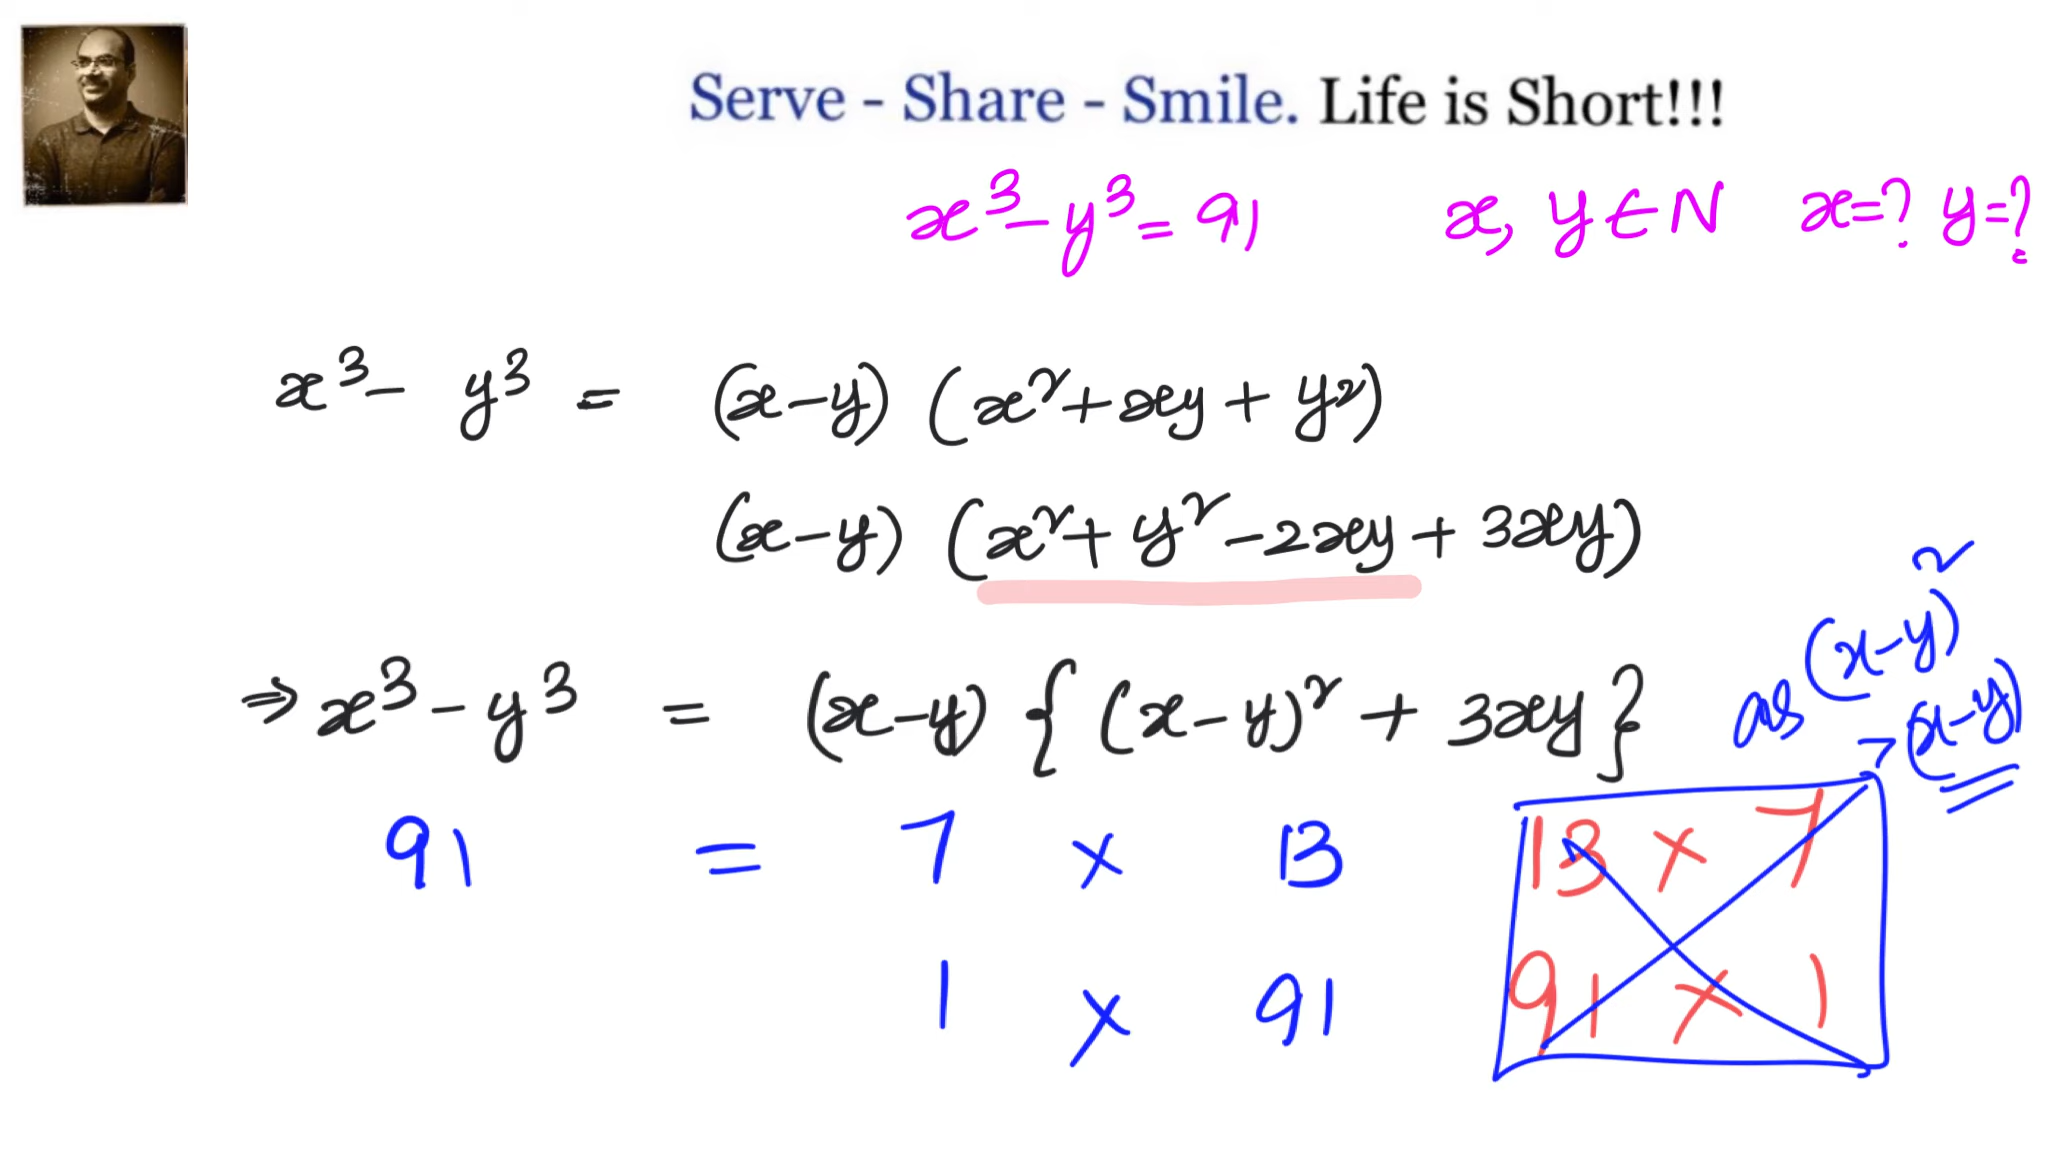 Serve - Share - Smile. Life is Short!!!
x³ - y³ = 91 x, y ∈ N x=? y=?
x³ - y³ = (x-y) (x²+xy+y²)
(x-y) (x²+y²-2xy+3xy)
⇒ x³ - y³ = (x-y) { (x-y)² + 3xy } as (x-y)² > (x-y)
91 = 7 × 13 13 × 7
1 × 91 91 × 1